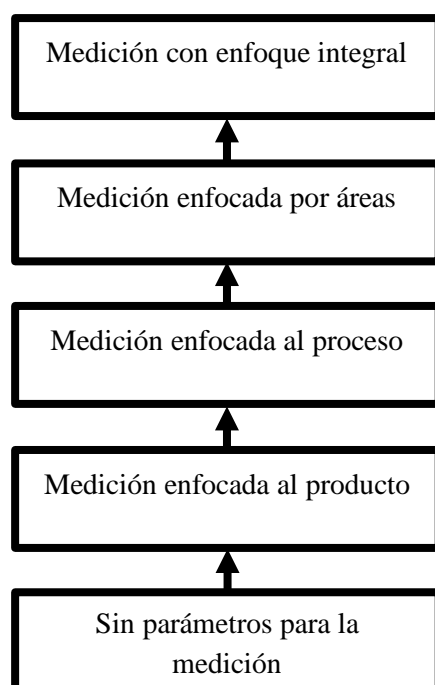 Medición con enfoque integral
Medición enfocada por áreas
Medición enfocada al proceso
Medición enfocada al producto
Sin parámetros para la
medición